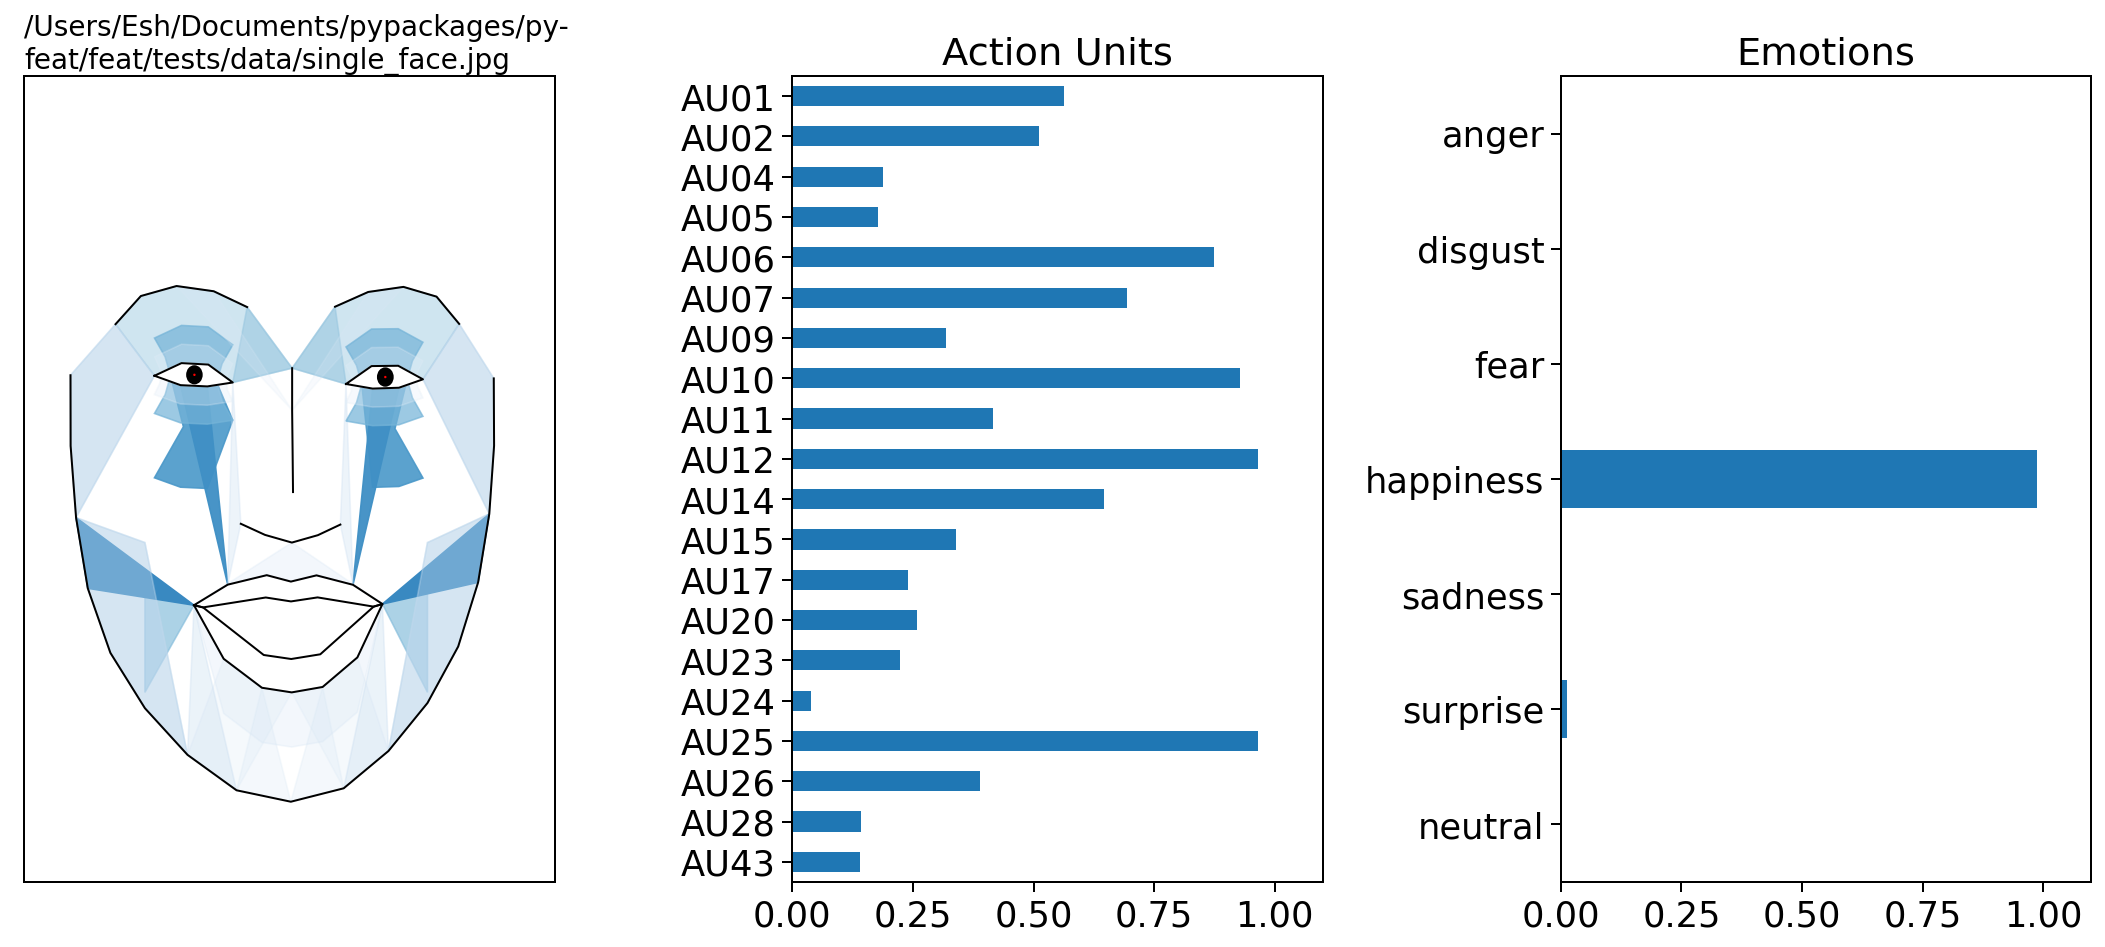 /Users/Esh/Documents/pypackages/py-
feat/feat/tests/data/single_face.jpg
Action Units
AU01
AU02
AU04
AU05
AU06
AU07
AU09
AU10
AU11
AU12
AU14
AU15
AU17
AU20
AU23
AU24
AU25
AU26
AU28
AU43
0.00 0.25 0.50 0.75 1.00
Emotions
anger
disgust
fear
happiness
sadness
surprise
neutral
0.00 0.25 0.50 0.75 1.00